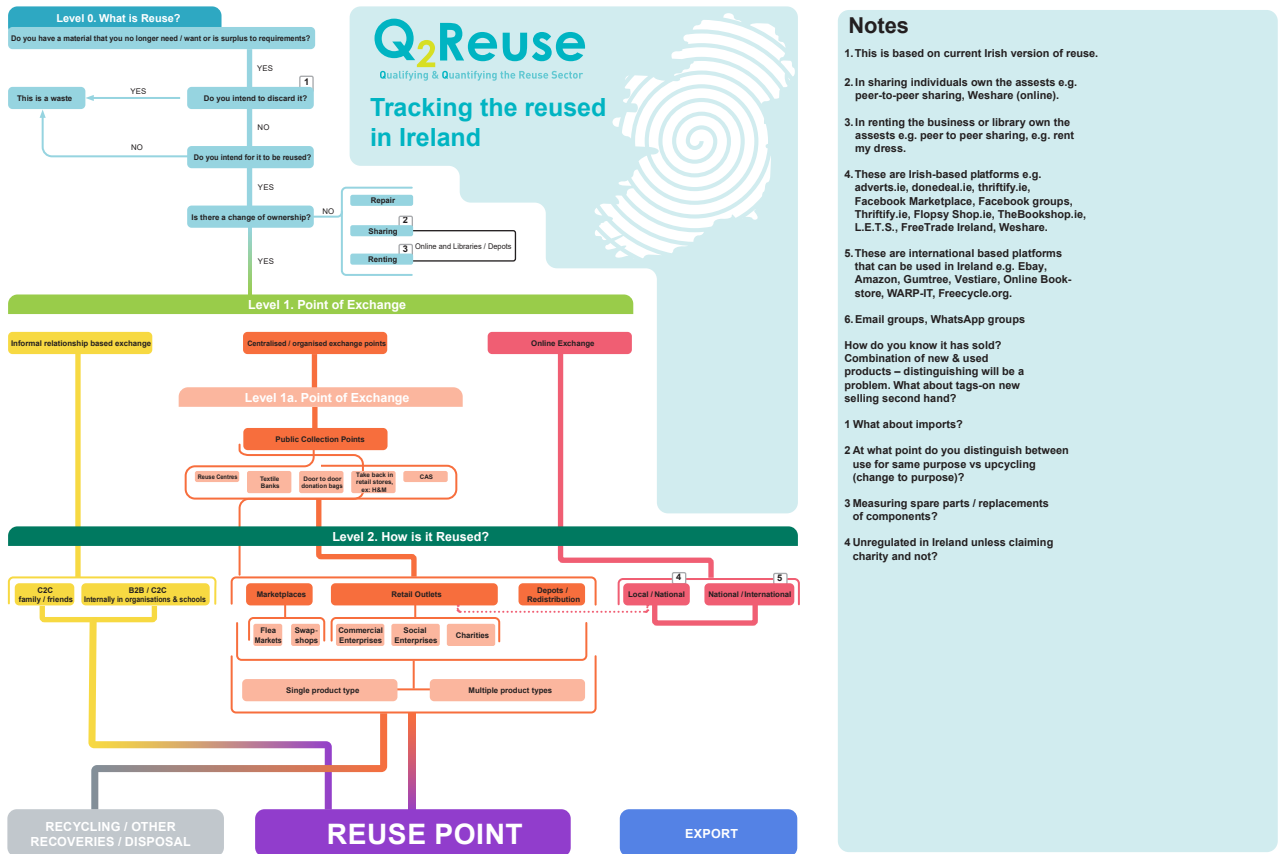 Level 0. What is Reuse?
Do you have a material that you no longer need / want or is surplus to requirements?
YES
1
This is a waste
YES
Do you intend to discard it?
NO
NO
Do you intend for it to be reused?
YES
Is there a change of ownership?
NO
Repair
2
Sharing
3
Online and Libraries / Depots
Renting
YES
Q2Reuse
Qualifying & Quantifying the Reuse Sector
Tracking the reused
in Ireland
Level 1. Point of Exchange
Informal relationship based exchange
Centralised / organised exchange points
Online Exchange
Level 1a. Point of Exchange
Public Collection Points
Reuse Centres
Textile
Banks
Door to door
donation bags
Take back in
retail stores,
ex: H&M
CAS
Level 2. How is it Reused?
C2C
family / friends
B2B / C2C
Internally in organisations & schools
Marketplaces
Retail Outlets
Depots /
Redistribution
4
Local / National
5
National / International
Flea
Markets
Swap-
shops
Commercial
Enterprises
Social
Enterprises
Charities
Single product type
Multiple product types
RECYCLING / OTHER
RECOVERIES / DISPOSAL
REUSE POINT
EXPORT
Notes
1. This is based on current Irish version of reuse.
2. In sharing individuals own the assests e.g.
peer-to-peer sharing, Weshare (online).
3. In renting the business or library own the
assests e.g. peer to peer sharing, e.g. rent
my dress.
4. These are Irish-based platforms e.g.
adverts.ie, donedeal.ie, thriftify.ie,
Facebook Marketplace, Facebook groups,
Thriftify.ie, Flopsy Shop.ie, TheBookshop.ie,
L.E.T.S., FreeTrade Ireland, Weshare.
5. These are international based platforms
that can be used in Ireland e.g. Ebay,
Amazon, Gumtree, Vestiare, Online Book-
store, WARP-IT, Freecycle.org.
6. Email groups, WhatsApp groups
How do you know it has sold?
Combination of new & used
products – distinguishing will be a
problem. What about tags-on new
selling second hand?
1 What about imports?
2 At what point do you distinguish between
use for same purpose vs upcycling
(change to purpose)?
3 Measuring spare parts / replacements
of components?
4 Unregulated in Ireland unless claiming
charity and not?